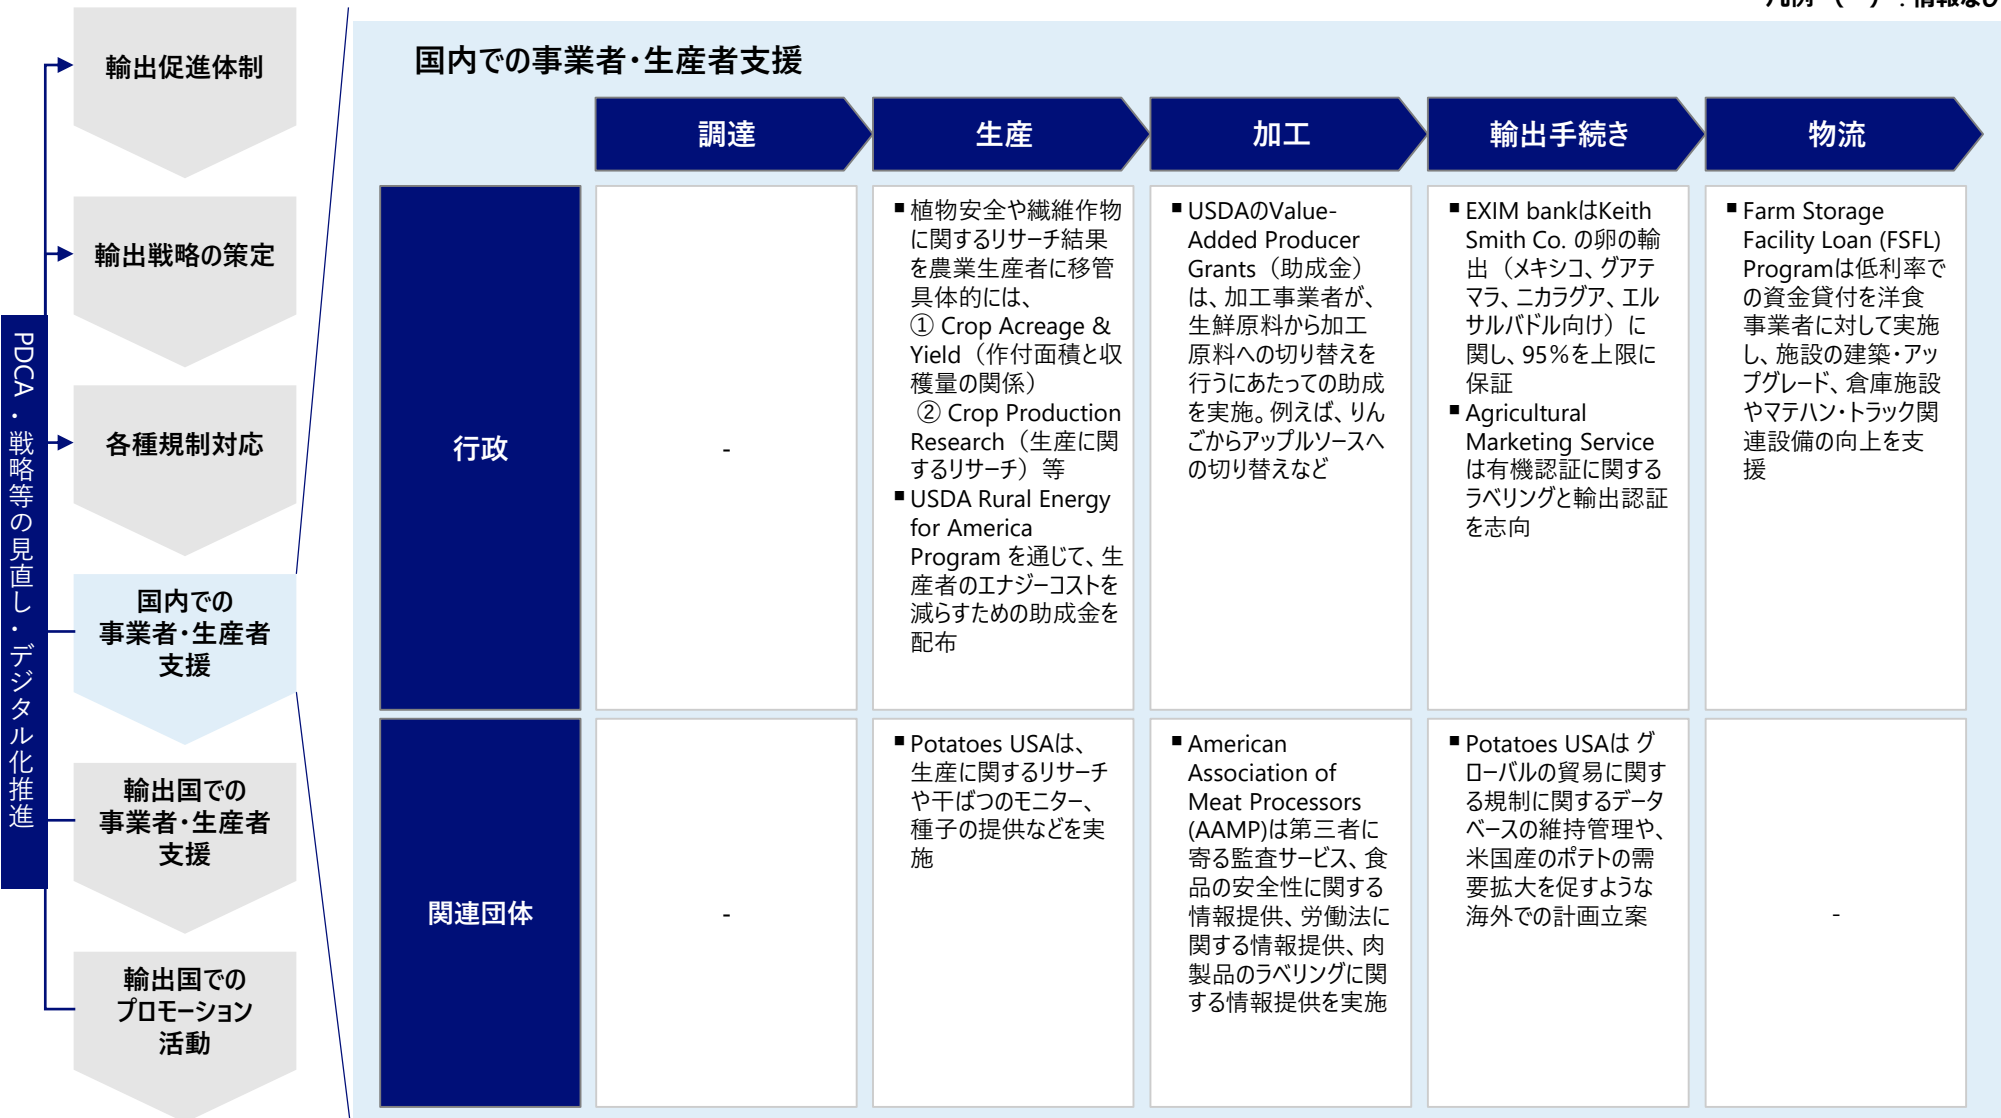 輸出促進体制
輸出戦略の策定
各種規制対応
国内での
事業者・生産者
支援
輸出国での
事業者・生産者
支援
輸出国での
プロモーション
活動
PDCA・戦略等の見直し・デジタル化推進
国内での事業者・生産者支援
調達
生産
加工
輸出手続き
物流
行政
-
■植物安全や繊維作物
に関するリサーチ結果
を農業生産者に移管
具体的には、
① Crop Acreage &
Yield（作付面積と収
穫量の関係）
② Crop Production
Research（生産に関
するリサーチ）等
■USDA Rural Energy
for America
Program を通じて、生
産者のエナジーコストを
減らすための助成金を
配布
■USDAのValue-
Added Producer
Grants（助成金）
は、加工事業者が、
生鮮原料から加工
原料への切り替えを
行うにあたっての助成
を実施。例えば、りん
ごからアップルソースへ
の切り替えなど
■EXIM bankはKeith
Smith Co. の卵の輸
出（メキシコ、グアテ
マラ、ニカラグア、エル
サルバドル向け）に
関し、95%を上限に
保証
■Agricultural
Marketing Service
は有機認証に関する
ラベリングと輸出認証
を志向
■Farm Storage
Facility Loan (FSFL)
Programは低利率で
の資金貸付を洋食
事業者に対して実施
し、施設の建築・アッ
プグレード、倉庫施設
やマテハン・トラック関
連設備の向上を支
援
関連団体
-
■Potatoes USAは、
生産に関するリサーチ
や干ばつのモニター、
種子の提供などを実
施
■American
Association of
Meat Processors
(AAMP)は第三者に
寄る監査サービス、食
品の安全性に関する
情報提供、労働法に
関する情報提供、肉
製品のラベリングに関
する情報提供を実施
■Potatoes USAは グ
ローバルの貿易に関す
る規制に関するデータ
ベースの維持管理や、
米国産のポテトの需
要拡大を促すような
海外での計画立案
-